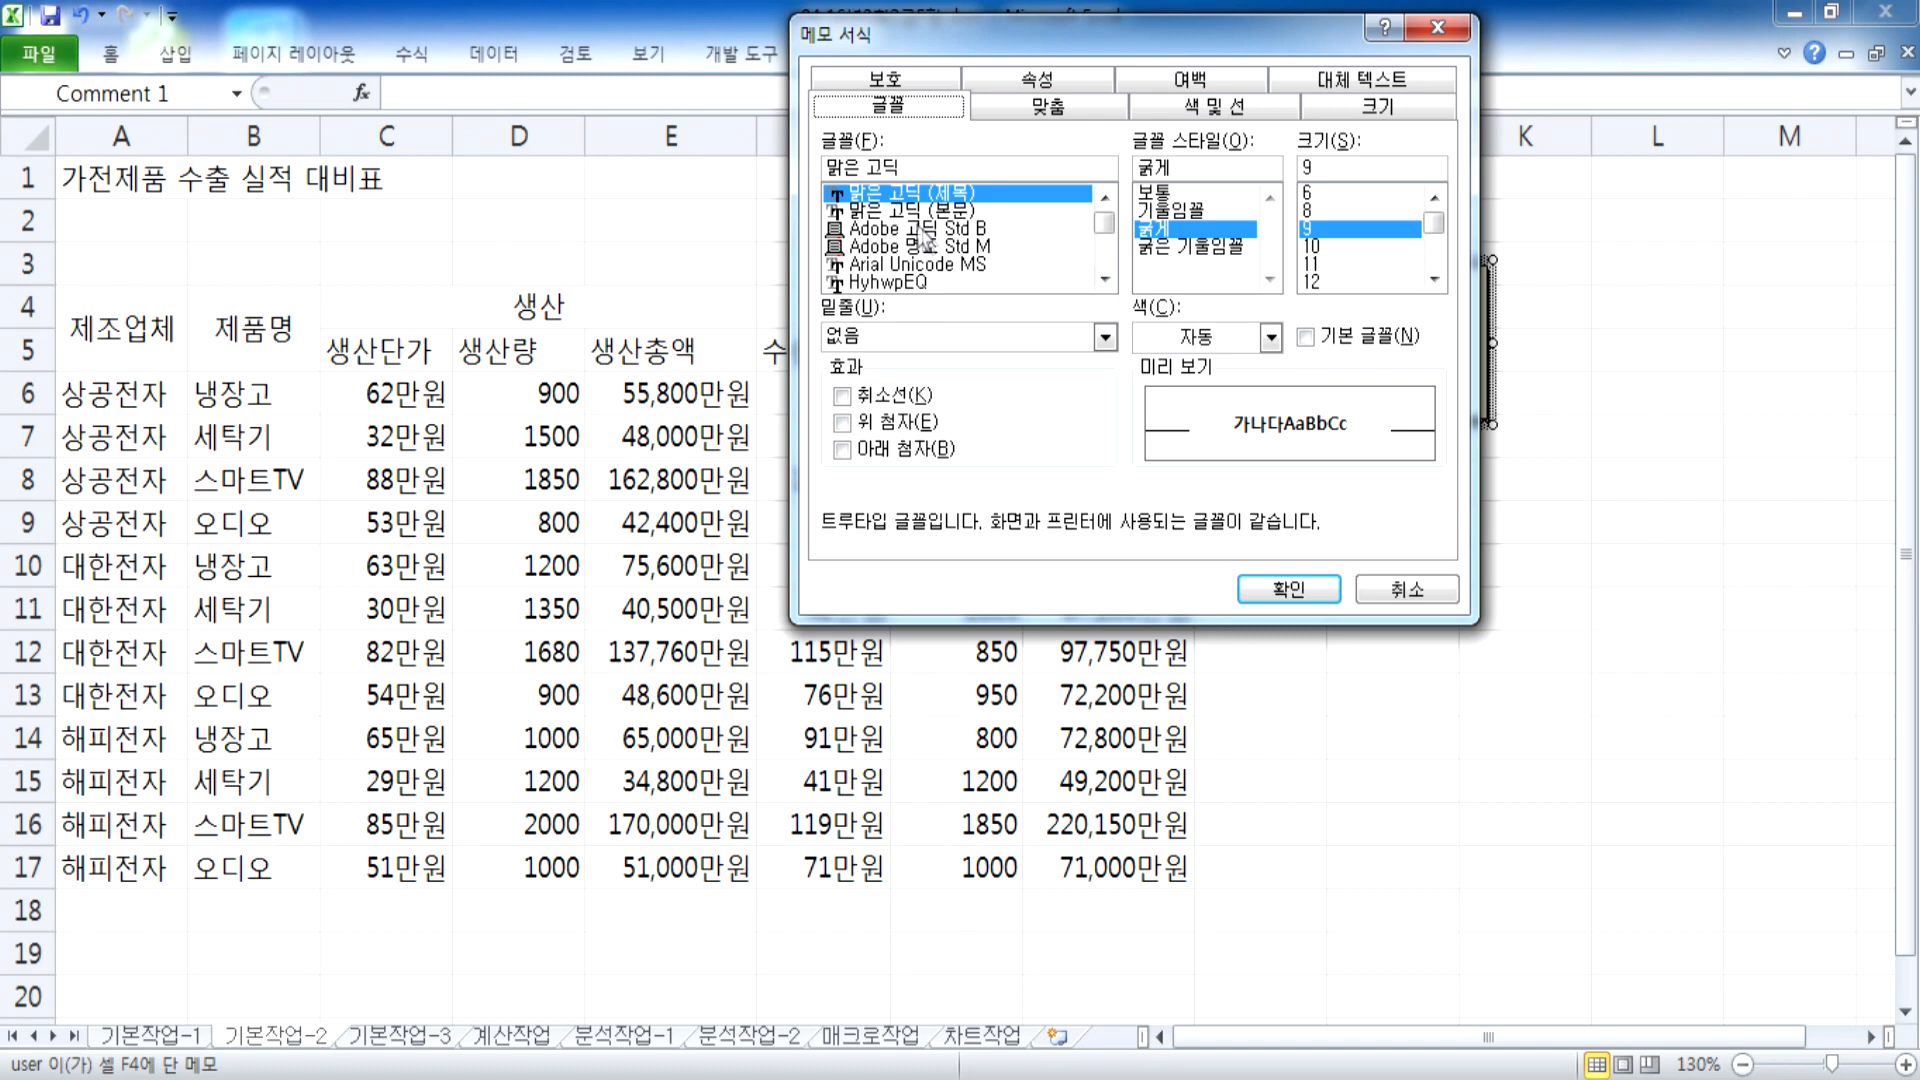 메모 서식
파일 홈 삽입 페이지 레이아웃 수식 데이터 검토 보기 개발 도구
Comment 1 fx
보호 속성 여백 대체 텍스트
글꼴 맞춤 색 및 선 크기
글꼴(F): 글꼴 스타일(O): 크기(S):
맑은 고딕 굵게 9
맑은 고딕 (제목) 보통 6
맑은 고딕 (본문) 기울임꼴 8
Adobe 고딕 Std B 굵게 9
Adobe 명조 Std M 굵은 기울임꼴 10
Arial Unicode MS 11
HyhwpEQ 12
밑줄(U): 색(C):
없음 자동 기본 글꼴(N)
효과 미리 보기
취소선(K)
위 첨자(E) 가나다AaBbCc
아래 첨자(B)
트루타입 글꼴입니다. 화면과 프린터에 사용되는 글꼴이 같습니다.
확인 취소
A B C D E K L M
1 가전제품 수출 실적 대비표
2
3
4 제조업체 제품명 생산
5 생산단가 생산량 생산총액 수
6 상공전자 냉장고 62만원 900 55,800만원
7 상공전자 세탁기 32만원 1500 48,000만원
8 상공전자 스마트TV 88만원 1850 162,800만원
9 상공전자 오디오 53만원 800 42,400만원
10 대한전자 냉장고 63만원 1200 75,600만원
11 대한전자 세탁기 30만원 1350 40,500만원
12 대한전자 스마트TV 82만원 1680 137,760만원 115만원 850 97,750만원
13 대한전자 오디오 54만원 900 48,600만원 76만원 950 72,200만원
14 해피전자 냉장고 65만원 1000 65,000만원 91만원 800 72,800만원
15 해피전자 세탁기 29만원 1200 34,800만원 41만원 1200 49,200만원
16 해피전자 스마트TV 85만원 2000 170,000만원 119만원 1850 220,150만원
17 해피전자 오디오 51만원 1000 51,000만원 71만원 1000 71,000만원
18
19
20
기본작업-1 기본작업-2 기본작업-3 계산작업 분석작업-1 분석작업-2 매크로작업 차트작업
user 이(가) 셀 F4에 단 메모 130%